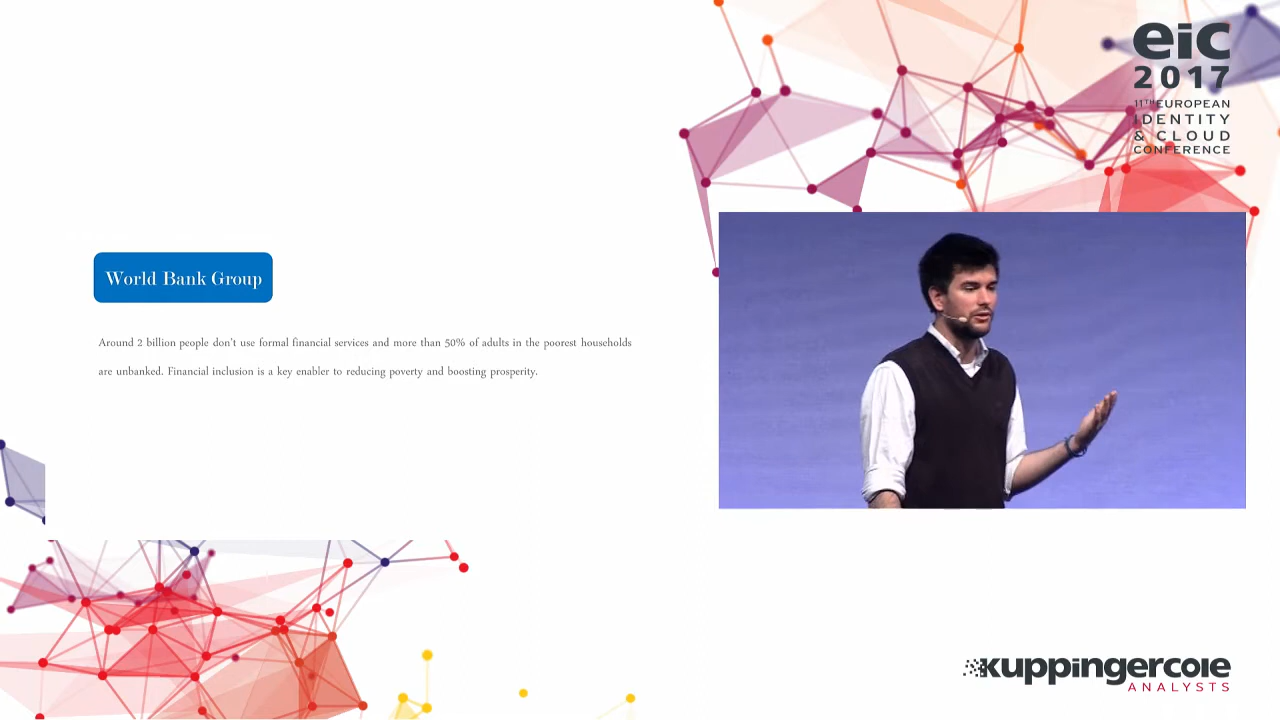 eic
2017
11TH EUROPEAN
IDENTITY
& CLOUD
CONFERENCE
World Bank Group
Around 2 billion people don't use formal financial services and more than 50% of adults in the poorest households
are unbanked. Financial inclusion is a key enabler to reducing poverty and boosting prosperity.
kuppingercole
ANALYSTS